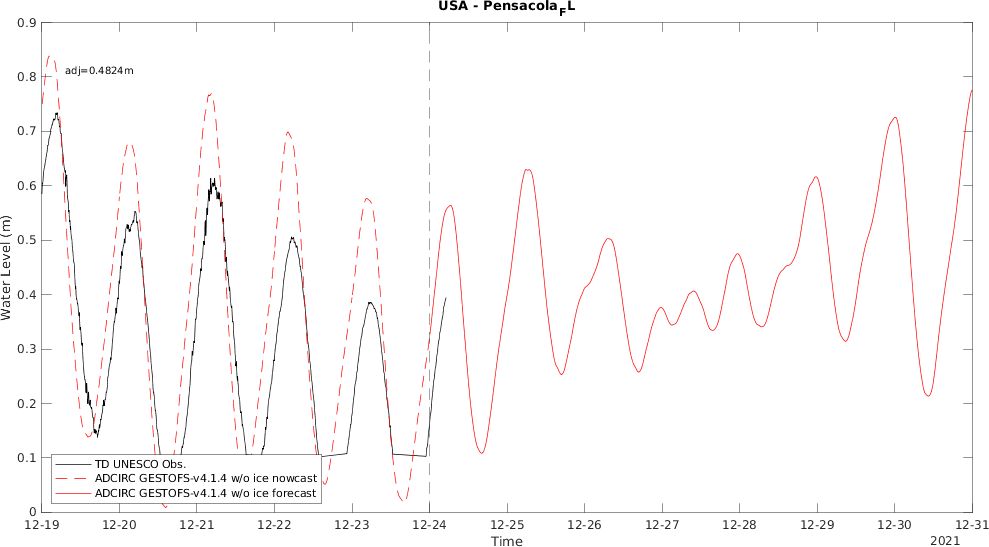 USA - Pensacola_FL
0.9
0.8
0.7
0.6
0.5
0.4
0.3
0.2
0.1
0
Water Level (m)
adj=0.4824m
TD UNESCO Obs.
ADCIRC GESTOFS-v4.1.4 w/o ice nowcast
ADCIRC GESTOFS-v4.1.4 w/o ice forecast
12-19 12-20 12-21 12-22 12-23 12-24 12-25 12-26 12-27 12-28 12-29 12-30 12-31
Time
2021